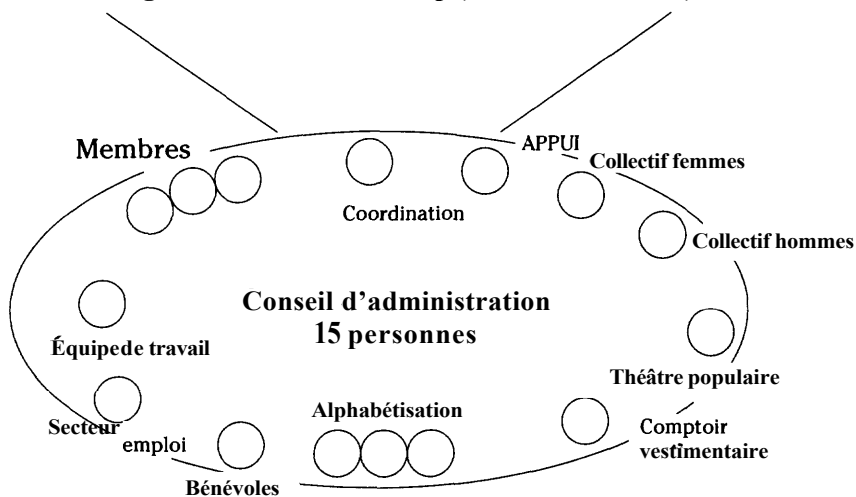 Membres
APPUI
Collectif femmes
Coordination
Collectif hommes
Conseil d'administration
15 personnes
Équipede travail
Théâtre populaire
Alphabétisation
Secteur
emploi
Comptoir
vestimentaire
Bénévoles